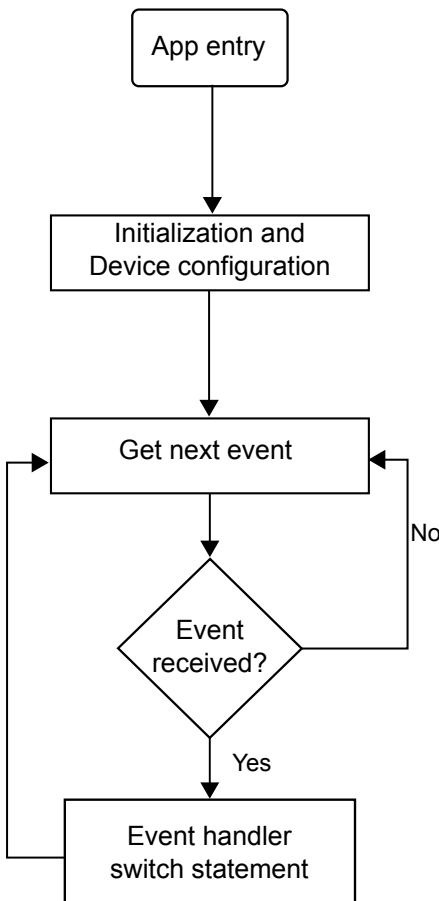 App entry
Initialization and
Device configuration
Get next event
No
Event
received?
Yes
Event handler
switch statement